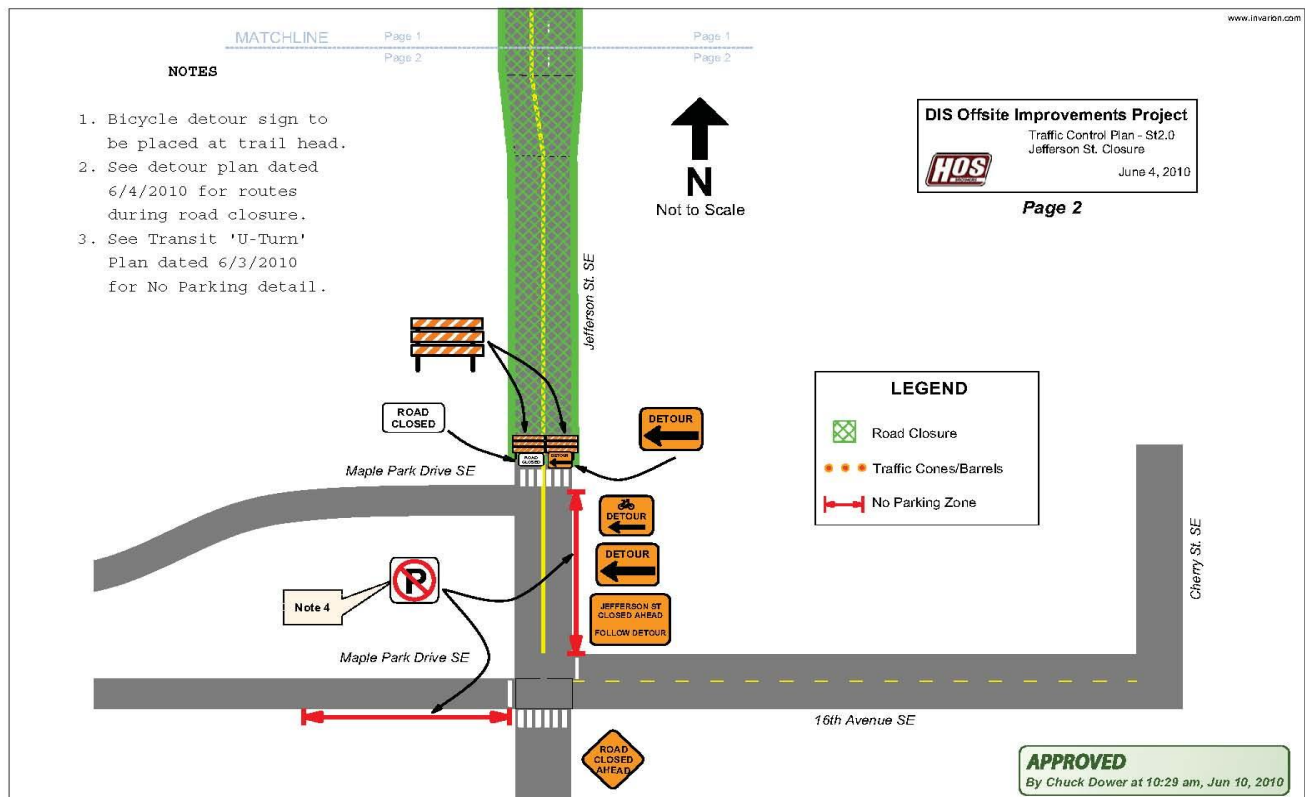 www.invarion.com
MATCHLINE Page 1 Page 1
Page 2 Page 2
NOTES
1. Bicycle detour sign to
be placed at trail head.
2. See detour plan dated
6/4/2010 for routes
during road closure.
3. See Transit 'U-Turn'
Plan dated 6/3/2010
for No Parking detail.
N
Not to Scale
DIS Offsite Improvements Project
Traffic Control Plan - St2.0
Jefferson St. Closure
HOS
BROTHERS
June 4, 2010
Page 2
Jefferson St. SE
ROAD
CLOSED
DETOUR
ROAD
CLOSED
DETOUR
Maple Park Drive SE
LEGEND
Road Closure
Traffic Cones/Barrels
No Parking Zone
DETOUR
DETOUR
P
Note 4
JEFFERSON ST
CLOSED AHEAD
FOLLOW DETOUR
Cherry St. SE
Maple Park Drive SE
16th Avenue SE
ROAD
CLOSED
AHEAD
APPROVED
By Chuck Dower at 10:29 am, Jun 10, 2010